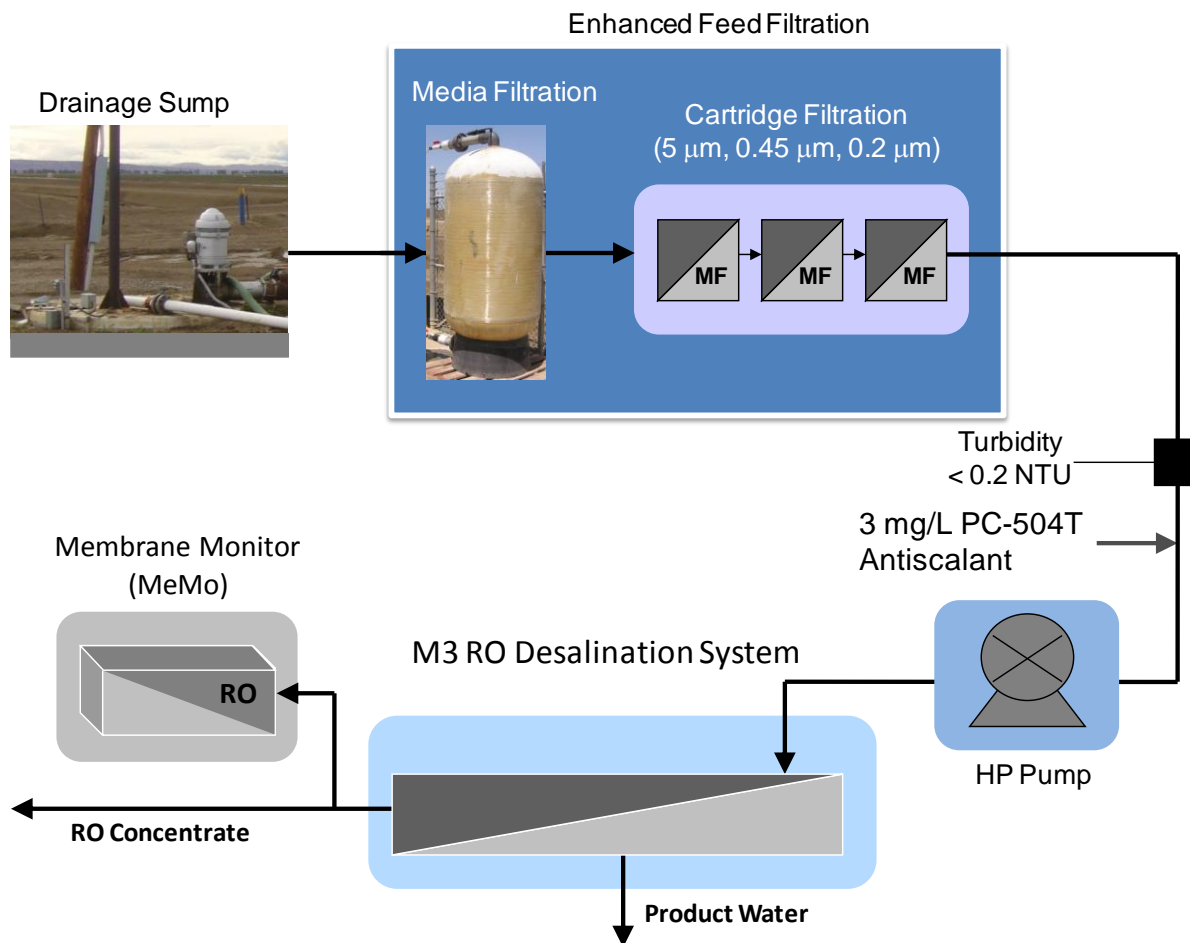 Enhanced Feed Filtration
Drainage Sump
Media Filtration
Cartridge Filtration
(5 μm, 0.45 μm, 0.2 μm)
MF
MF
MF
Turbidity
< 0.2 NTU
3 mg/L PC-504T
Antiscalant
Membrane Monitor
(MeMo)
RO
M3 RO Desalination System
HP Pump
RO Concentrate
Product Water